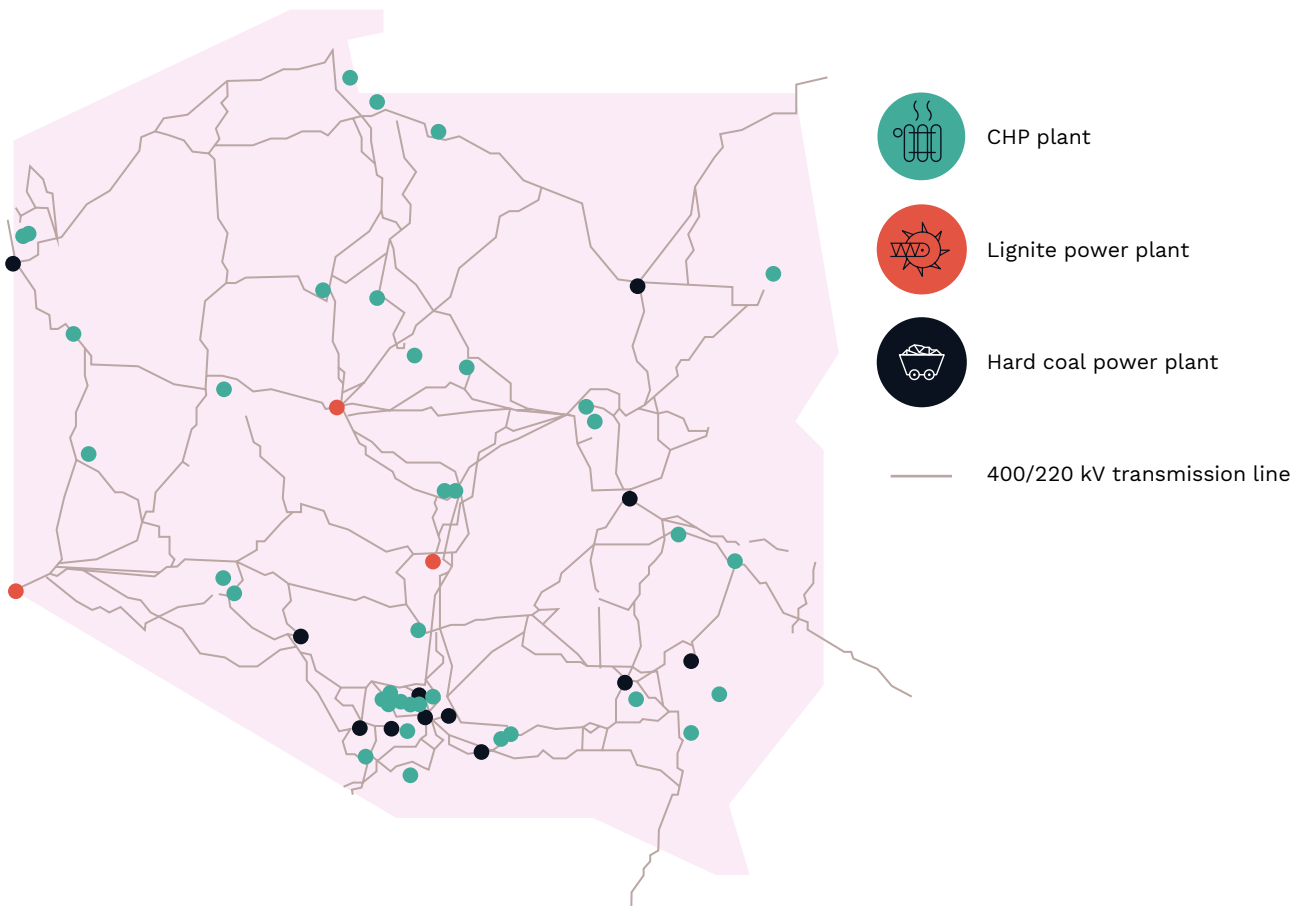 CHP plant
Lignite power plant
Hard coal power plant
400/220 kV transmission line